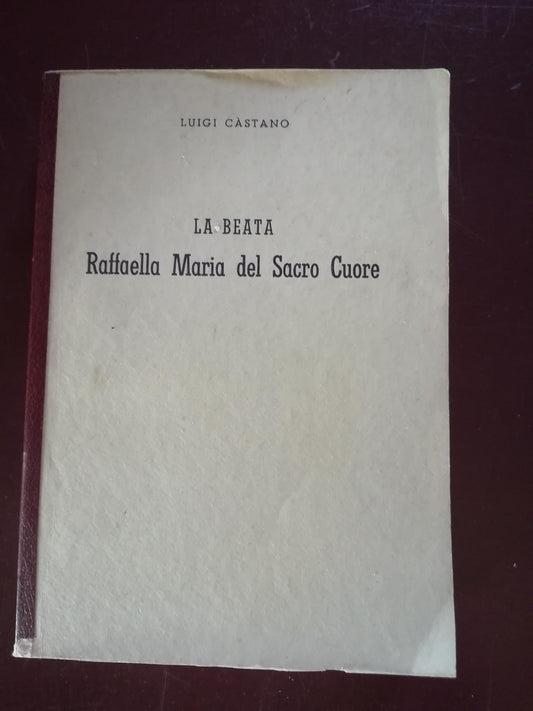 LUIGI CÀSTANO
LA BEATA
Raffaella Maria del Sacro Cuore